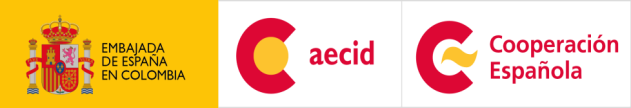 EMBAJADA
DE ESPAÑA
EN COLOMBIA
aecid
Cooperación
Española